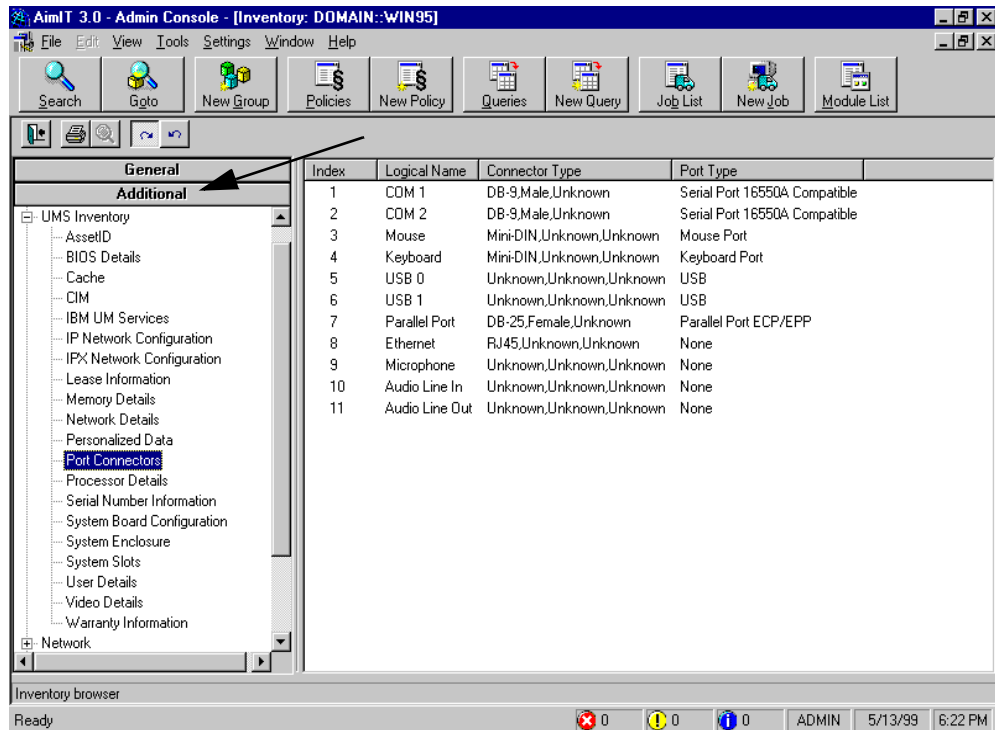 AimIT 3.0 - Admin Console - [Inventory: DOMAIN::WIN95]
File Edit View Tools Settings Window Help
Search Goto New Group Policies New Policy Queries New Query Job List New Job Module List
General
Additional
UMS Inventory
AssetID
BIOS Details
Cache
CIM
IBM UM Services
IP Network Configuration
IPX Network Configuration
Lease Information
Memory Details
Network Details
Personalized Data
Port Connectors
Processor Details
Serial Number Information
System Board Configuration
System Enclosure
System Slots
User Details
Video Details
Warranty Information
Network
Index Logical Name Connector Type Port Type
1 COM 1 DB-9,Male,Unknown Serial Port 16550A Compatible
2 COM 2 DB-9,Male,Unknown Serial Port 16550A Compatible
3 Mouse Mini-DIN,Unknown,Unknown Mouse Port
4 Keyboard Mini-DIN,Unknown,Unknown Keyboard Port
5 USB 0 Unknown,Unknown,Unknown USB
6 USB 1 Unknown,Unknown,Unknown USB
7 Parallel Port DB-25,Female,Unknown Parallel Port ECP/EPP
8 Ethernet RJ45,Unknown,Unknown None
9 Microphone Unknown,Unknown,Unknown None
10 Audio Line In Unknown,Unknown,Unknown None
11 Audio Line Out Unknown,Unknown,Unknown None
Inventory browser
Ready 0 0 0 ADMIN 5/13/99 6:22 PM